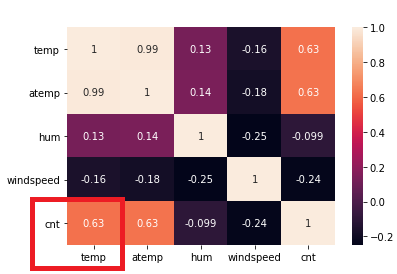 temp 1 0.99 0.13 -0.16 0.63
atemp 0.99 1 0.14 -0.18 0.63
hum 0.13 0.14 1 -0.25 -0.099
windspeed -0.16 -0.18 -0.25 1 -0.24
cnt 0.63 0.63 -0.099 -0.24 1
temp atemp hum windspeed cnt
1.0
0.8
0.6
0.4
0.2
0.0
−0.2